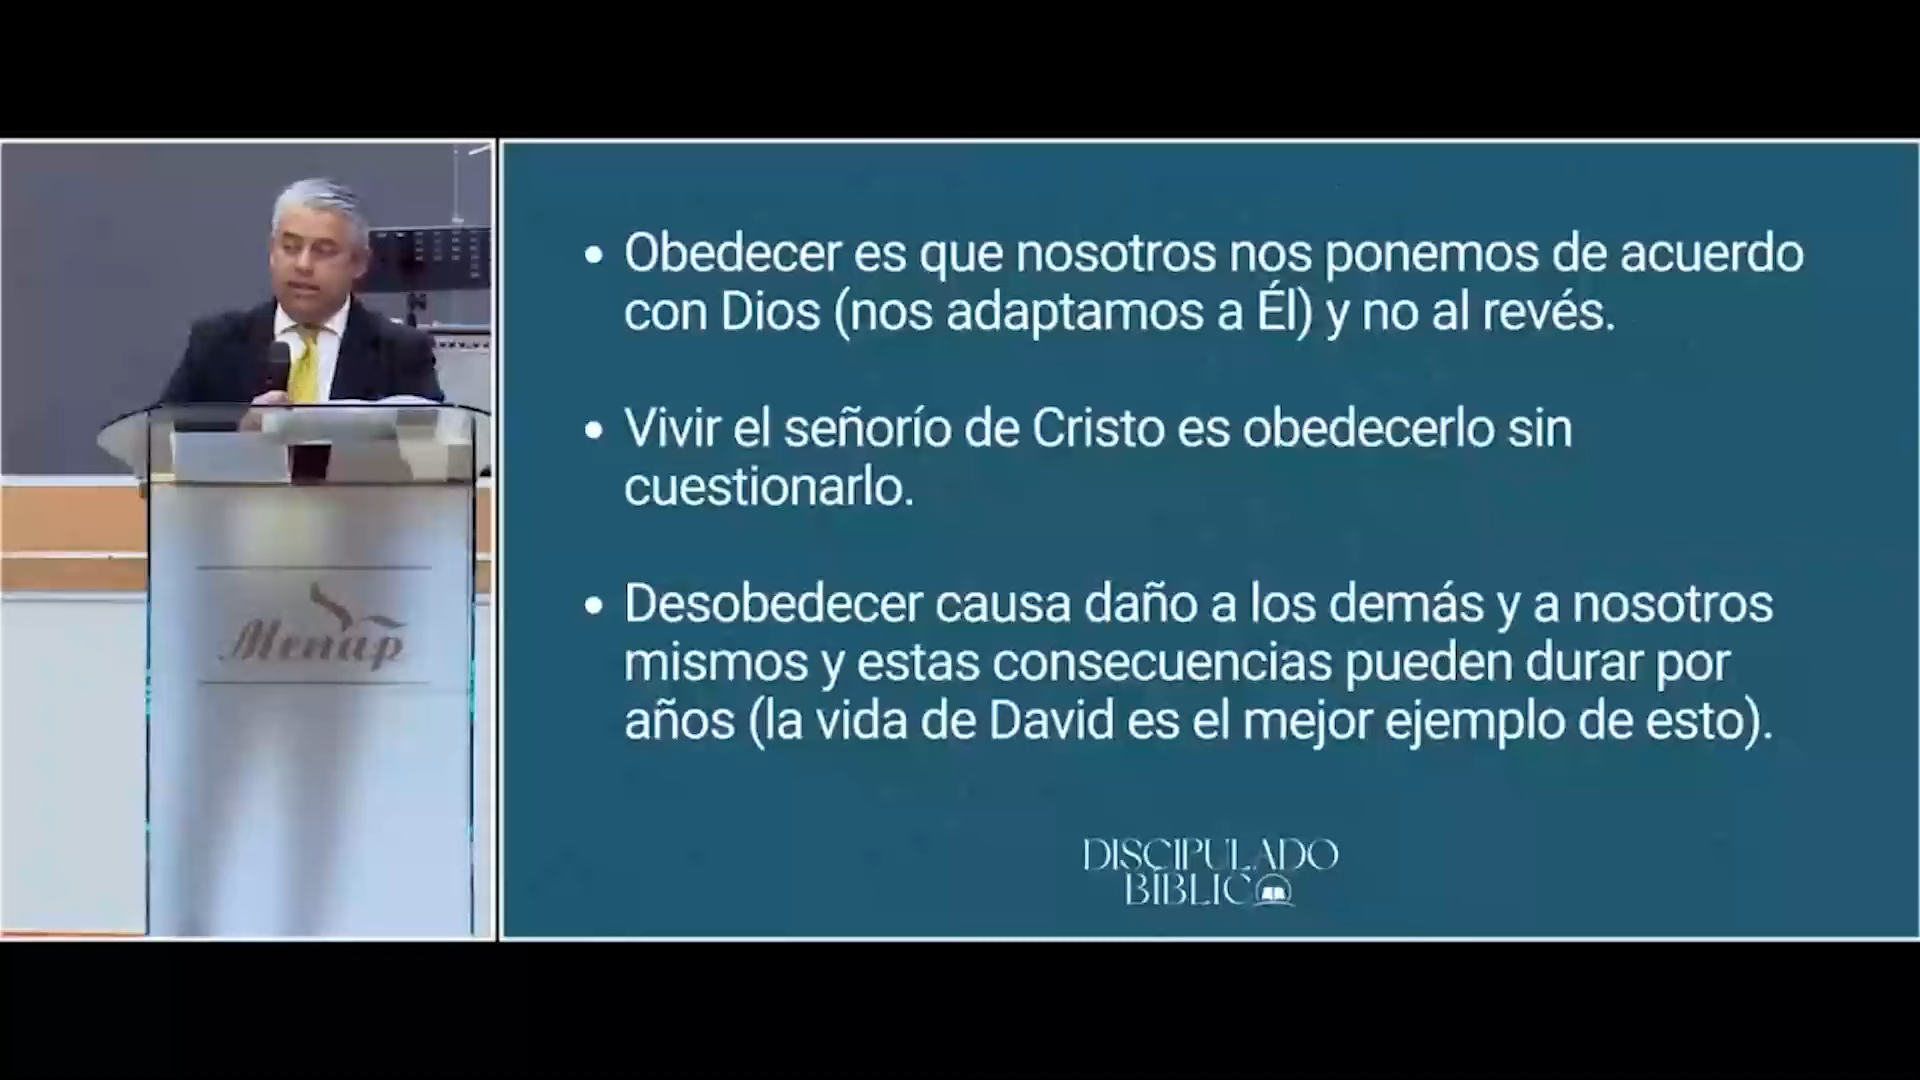 • Obedecer es que nosotros nos ponemos de acuerdo
con Dios (nos adaptamos a Él) y no al revés.
• Vivir el señorío de Cristo es obedecerlo sin
cuestionarlo.
• Desobedecer causa daño a los demás y a nosotros
mismos y estas consecuencias pueden durar por
años (la vida de David es el mejor ejemplo de esto).
DISCIPULADO
BÍBLICO
Menap